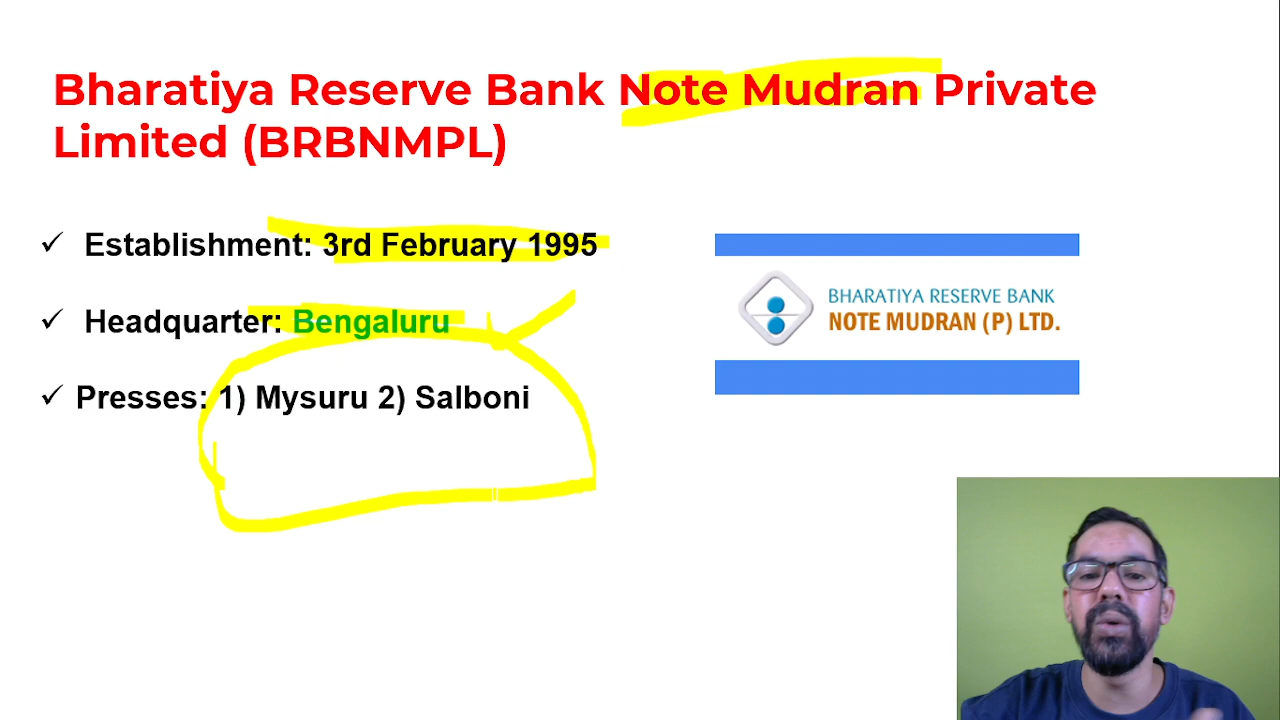 Bharatiya Reserve Bank Note Mudran Private
Limited (BRBNMPL)
✓ Establishment: 3rd February 1995
✓ Headquarter: Bengaluru
✓ Presses: 1) Mysuru 2) Salboni
BHARATIYA RESERVE BANK
NOTE MUDRAN (P) LTD.